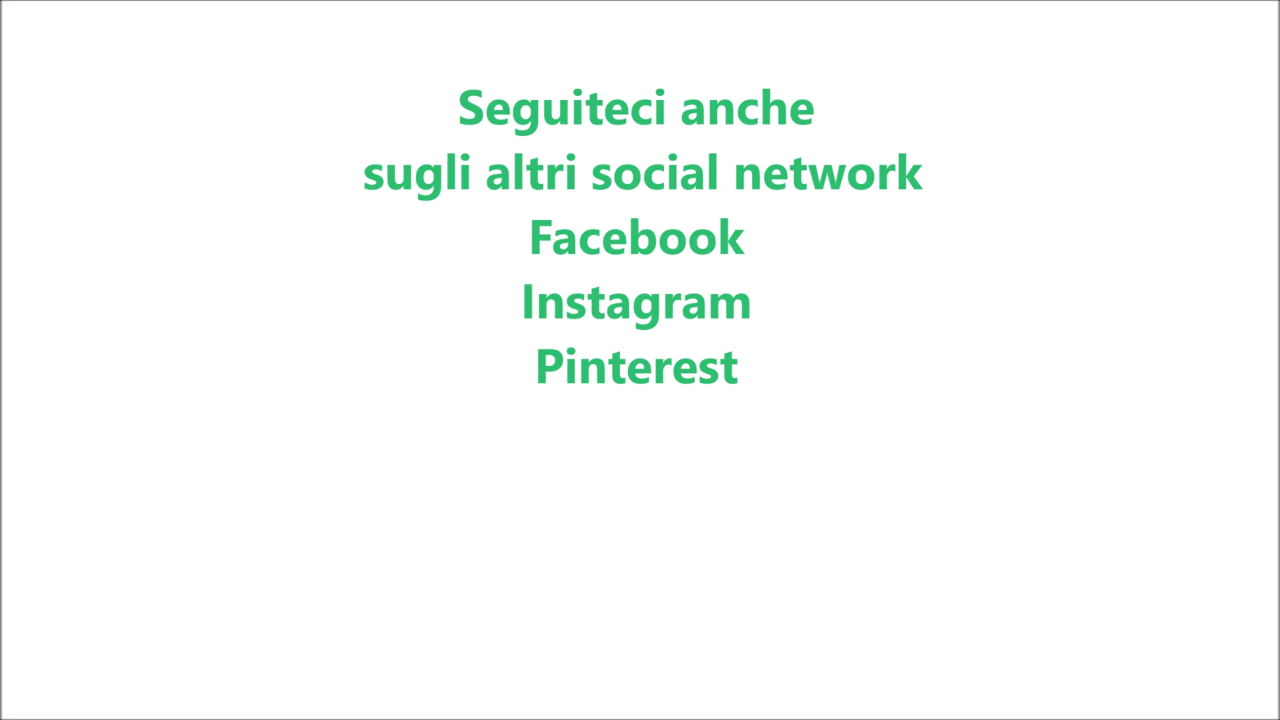 Seguiteci anche
sugli altri social network
Facebook
Instagram
Pinterest